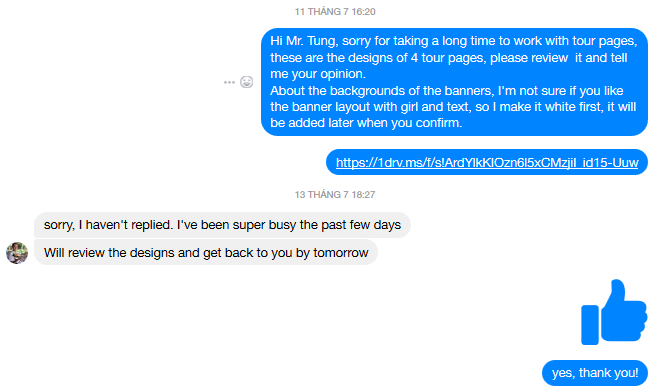 11 THÁNG 7 16:20
Hi Mr. Tung, sorry for taking a long time to work with tour pages,
these are the designs of 4 tour pages, please review  it and tell
me your opinion.
About the backgrounds of the banners, I'm not sure if you like
the banner layout with girl and text, so I make it white first, it will
be added later when you confirm.
https://1drv.ms/f/s!ArdYlkKlOzn6l5xCMzjiI_id15-Uuw
13 THÁNG 7 18:27
sorry, I haven't replied. I've been super busy the past few days
Will review the designs and get back to you by tomorrow
yes, thank you!